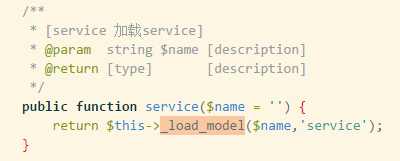 /**
 * [service 加载service]
 * @param  string $name [description]
 * @return [type]       [description]
 */
public function service($name = '') {
    return $this->_load_model($name,'service');
}